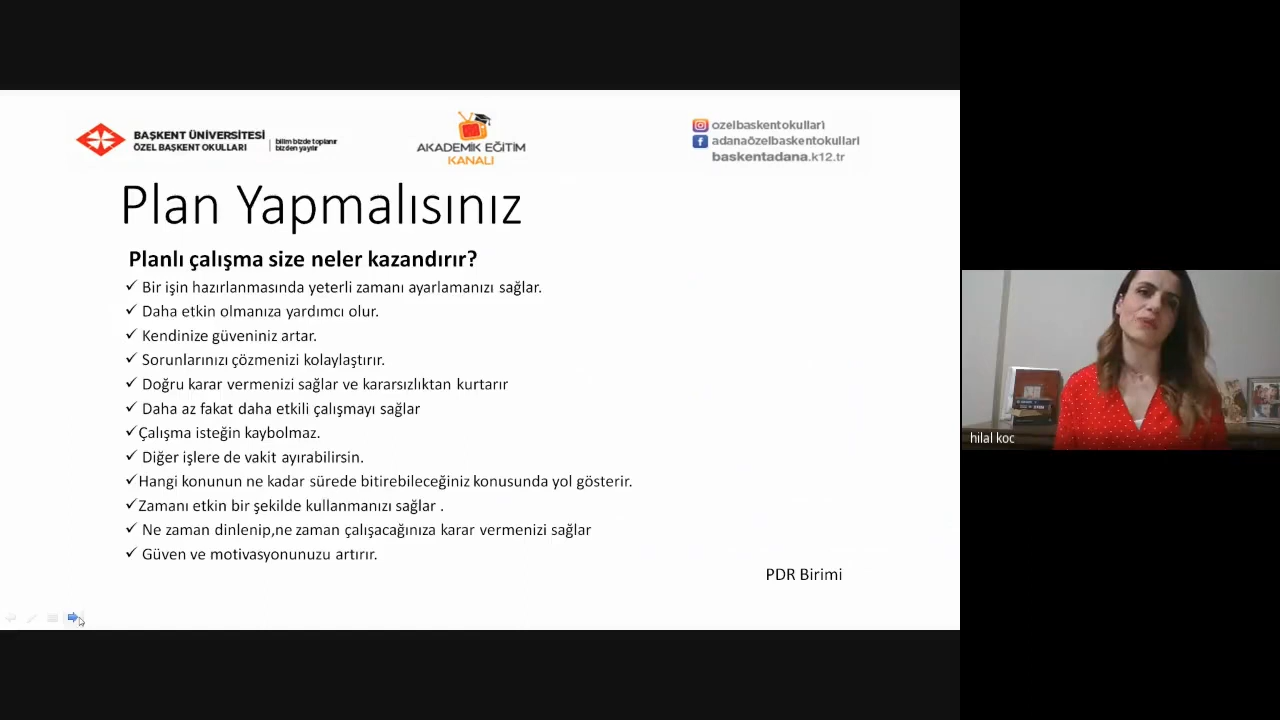 BAŞKENT ÜNİVERSİTESİ
ÖZEL BAŞKENT OKULLARI
bilim bizde toplanır
bizden yayılır
AKADEMİK EĞİTİM
KANALI
ozelbaskentokullari
adanaözelbaskentokullari
baskentadana.k12.tr
Plan Yapmalısınız
Planlı çalışma size neler kazandırır?
✓ Bir işin hazırlanmasında yeterli zamanı ayarlamanızı sağlar.
✓ Daha etkin olmanıza yardımcı olur.
✓ Kendinize güveniniz artar.
✓ Sorunlarınızı çözmenizi kolaylaştırır.
✓ Doğru karar vermenizi sağlar ve kararsızlıktan kurtarır
✓ Daha az fakat daha etkili çalışmayı sağlar
✓Çalışma isteğin kaybolmaz.
✓ Diğer işlere de vakit ayırabilirsin.
✓Hangi konunun ne kadar sürede bitirebileceğiniz konusunda yol gösterir.
✓Zamanı etkin bir şekilde kullanmanızı sağlar .
✓ Ne zaman dinlenip,ne zaman çalışacağınıza karar vermenizi sağlar
✓ Güven ve motivasyonunuzu artırır.
PDR Birimi
hilal koc